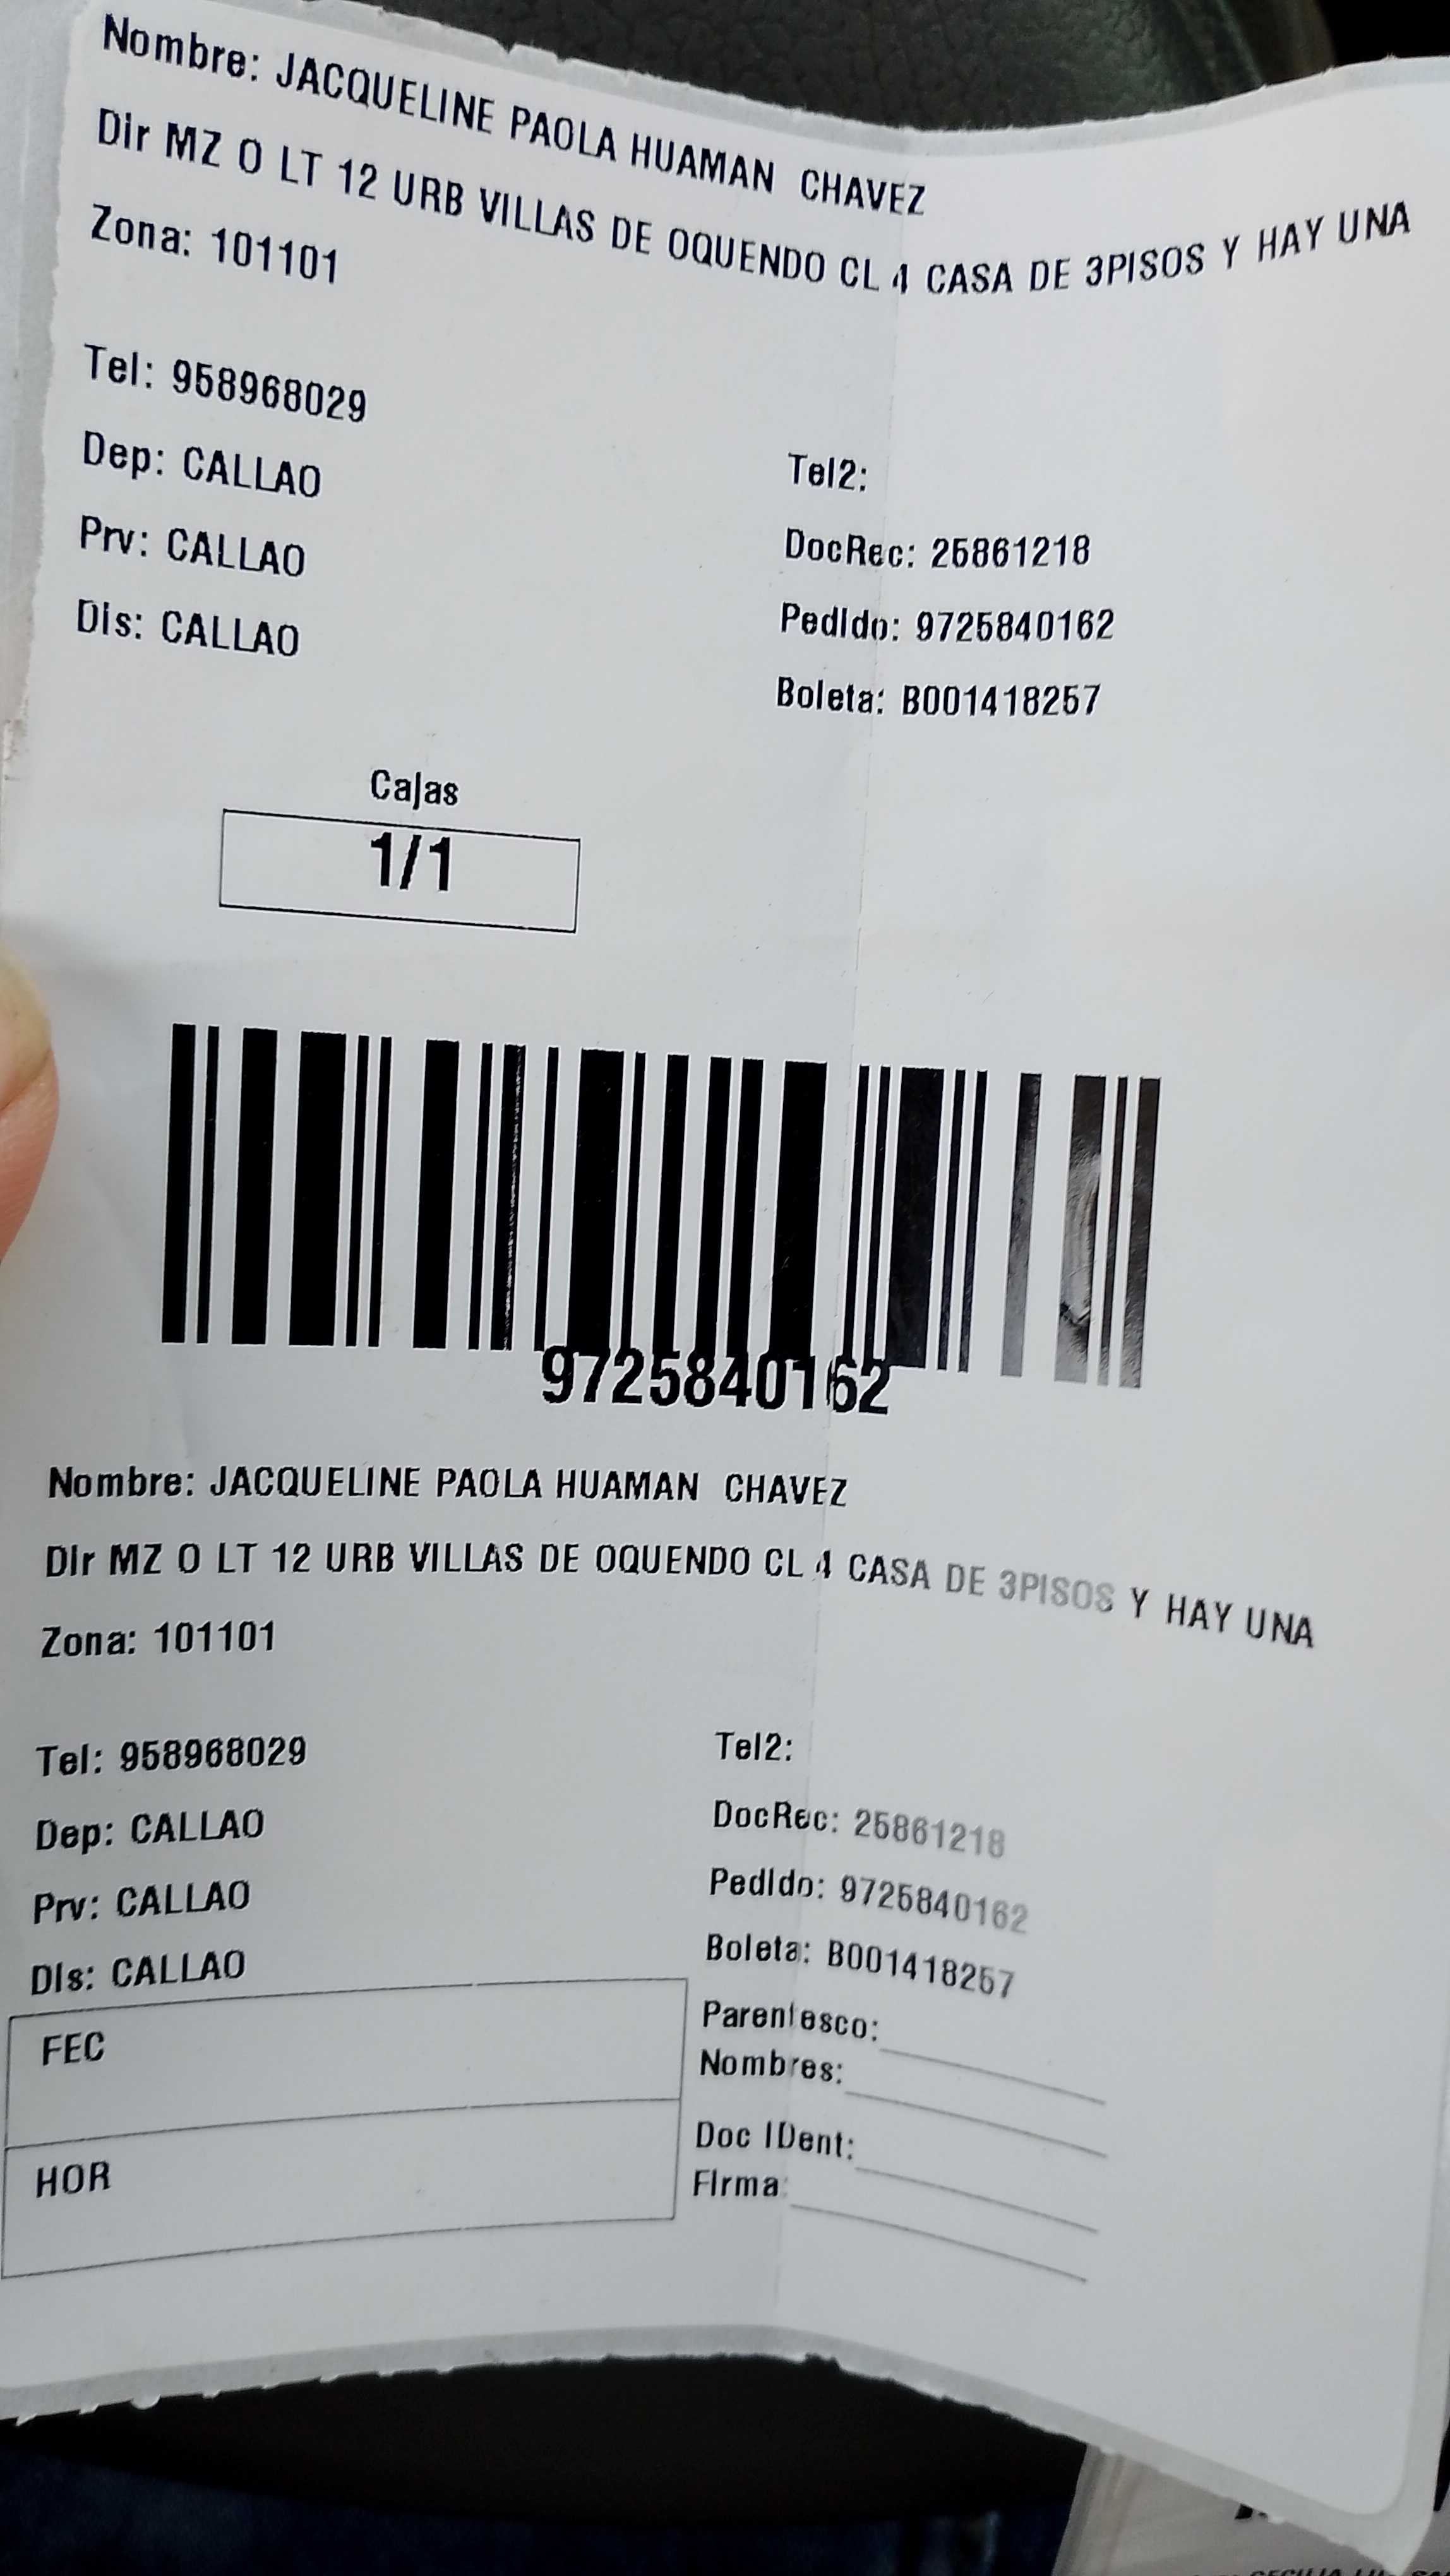 Nombre: JACQUELINE PAOLA HUAMAN CHAVEZ
Dir MZ O LT 12 URB VILLAS DE OQUENDO CL 4 CASA DE 3PISOS Y HAY UNA
Zona: 101101
Tel: 958968029
Tel2:
Dep: CALLAO
DocRec: 25861218
Prv: CALLAO
Pedido: 9725840162
Dis: CALLAO
Boleta: B001418257
Cajas
1/1
9725840162
Nombre: JACQUELINE PAOLA HUAMAN CHAVEZ
Dir MZ O LT 12 URB VILLAS DE OQUENDO CL 4 CASA DE 3PISOS Y HAY UNA
Zona: 101101
Tel: 958968029
Tel2:
Dep: CALLAO
DocRec: 25861218
Prv: CALLAO
Pedido: 9725840162
Dis: CALLAO
Boleta: B001418257
FEC
Parentesco:
Nombres:
HOR
Doc IDent:
Firma: